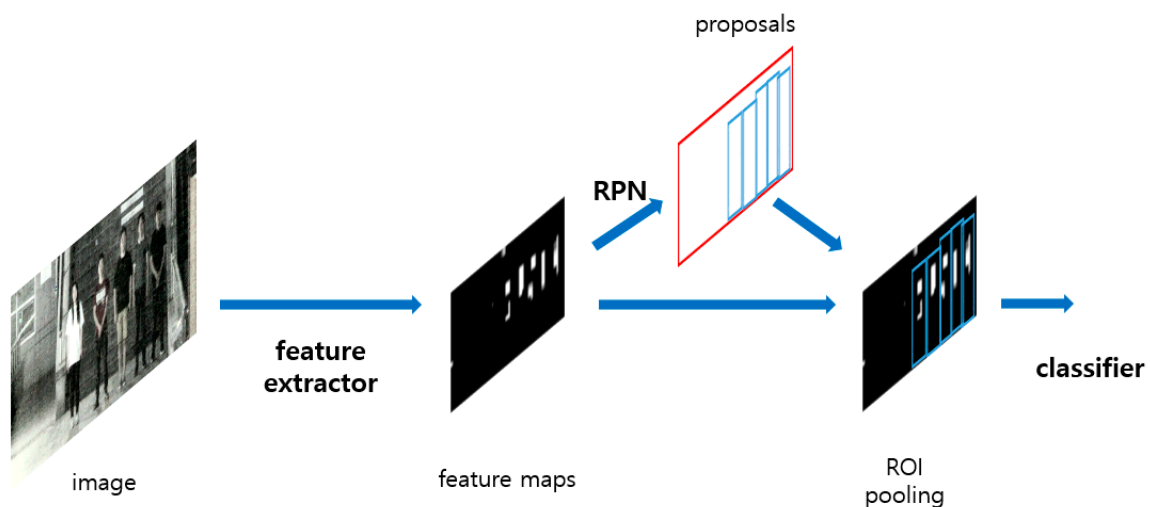 proposals
RPN
feature
extractor
classifier
image
feature maps
ROI
pooling